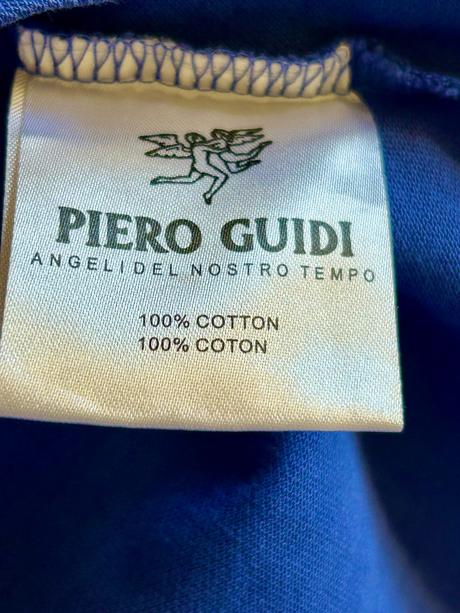 PIERO GUIDI
ANGELI DEL NOSTRO TEMPO
100% COTTON
100% COTON